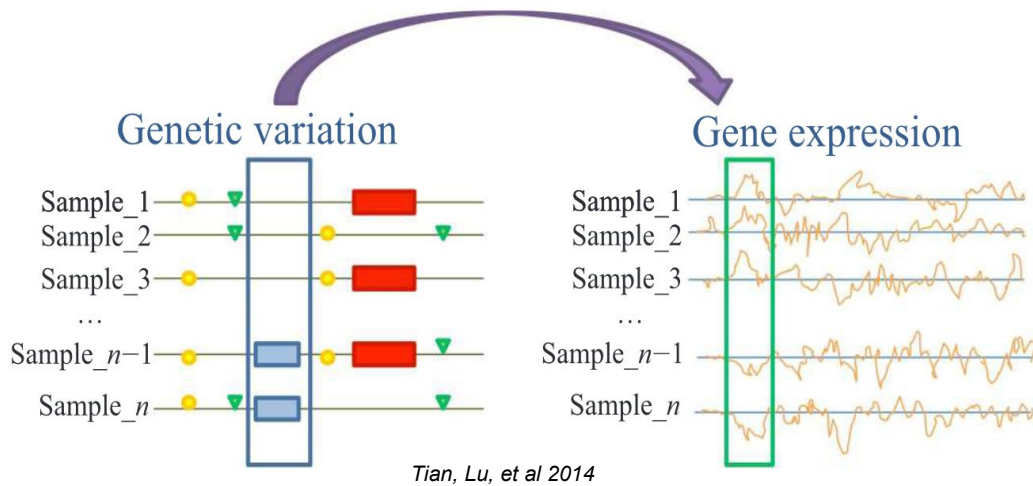 Genetic variation
Sample_1
Sample_2
Sample_3
...
Sample_n−1
Sample_n
Gene expression
Sample_1
Sample_2
Sample_3
...
Sample_n−1
Sample_n
Tian, Lu, et al 2014